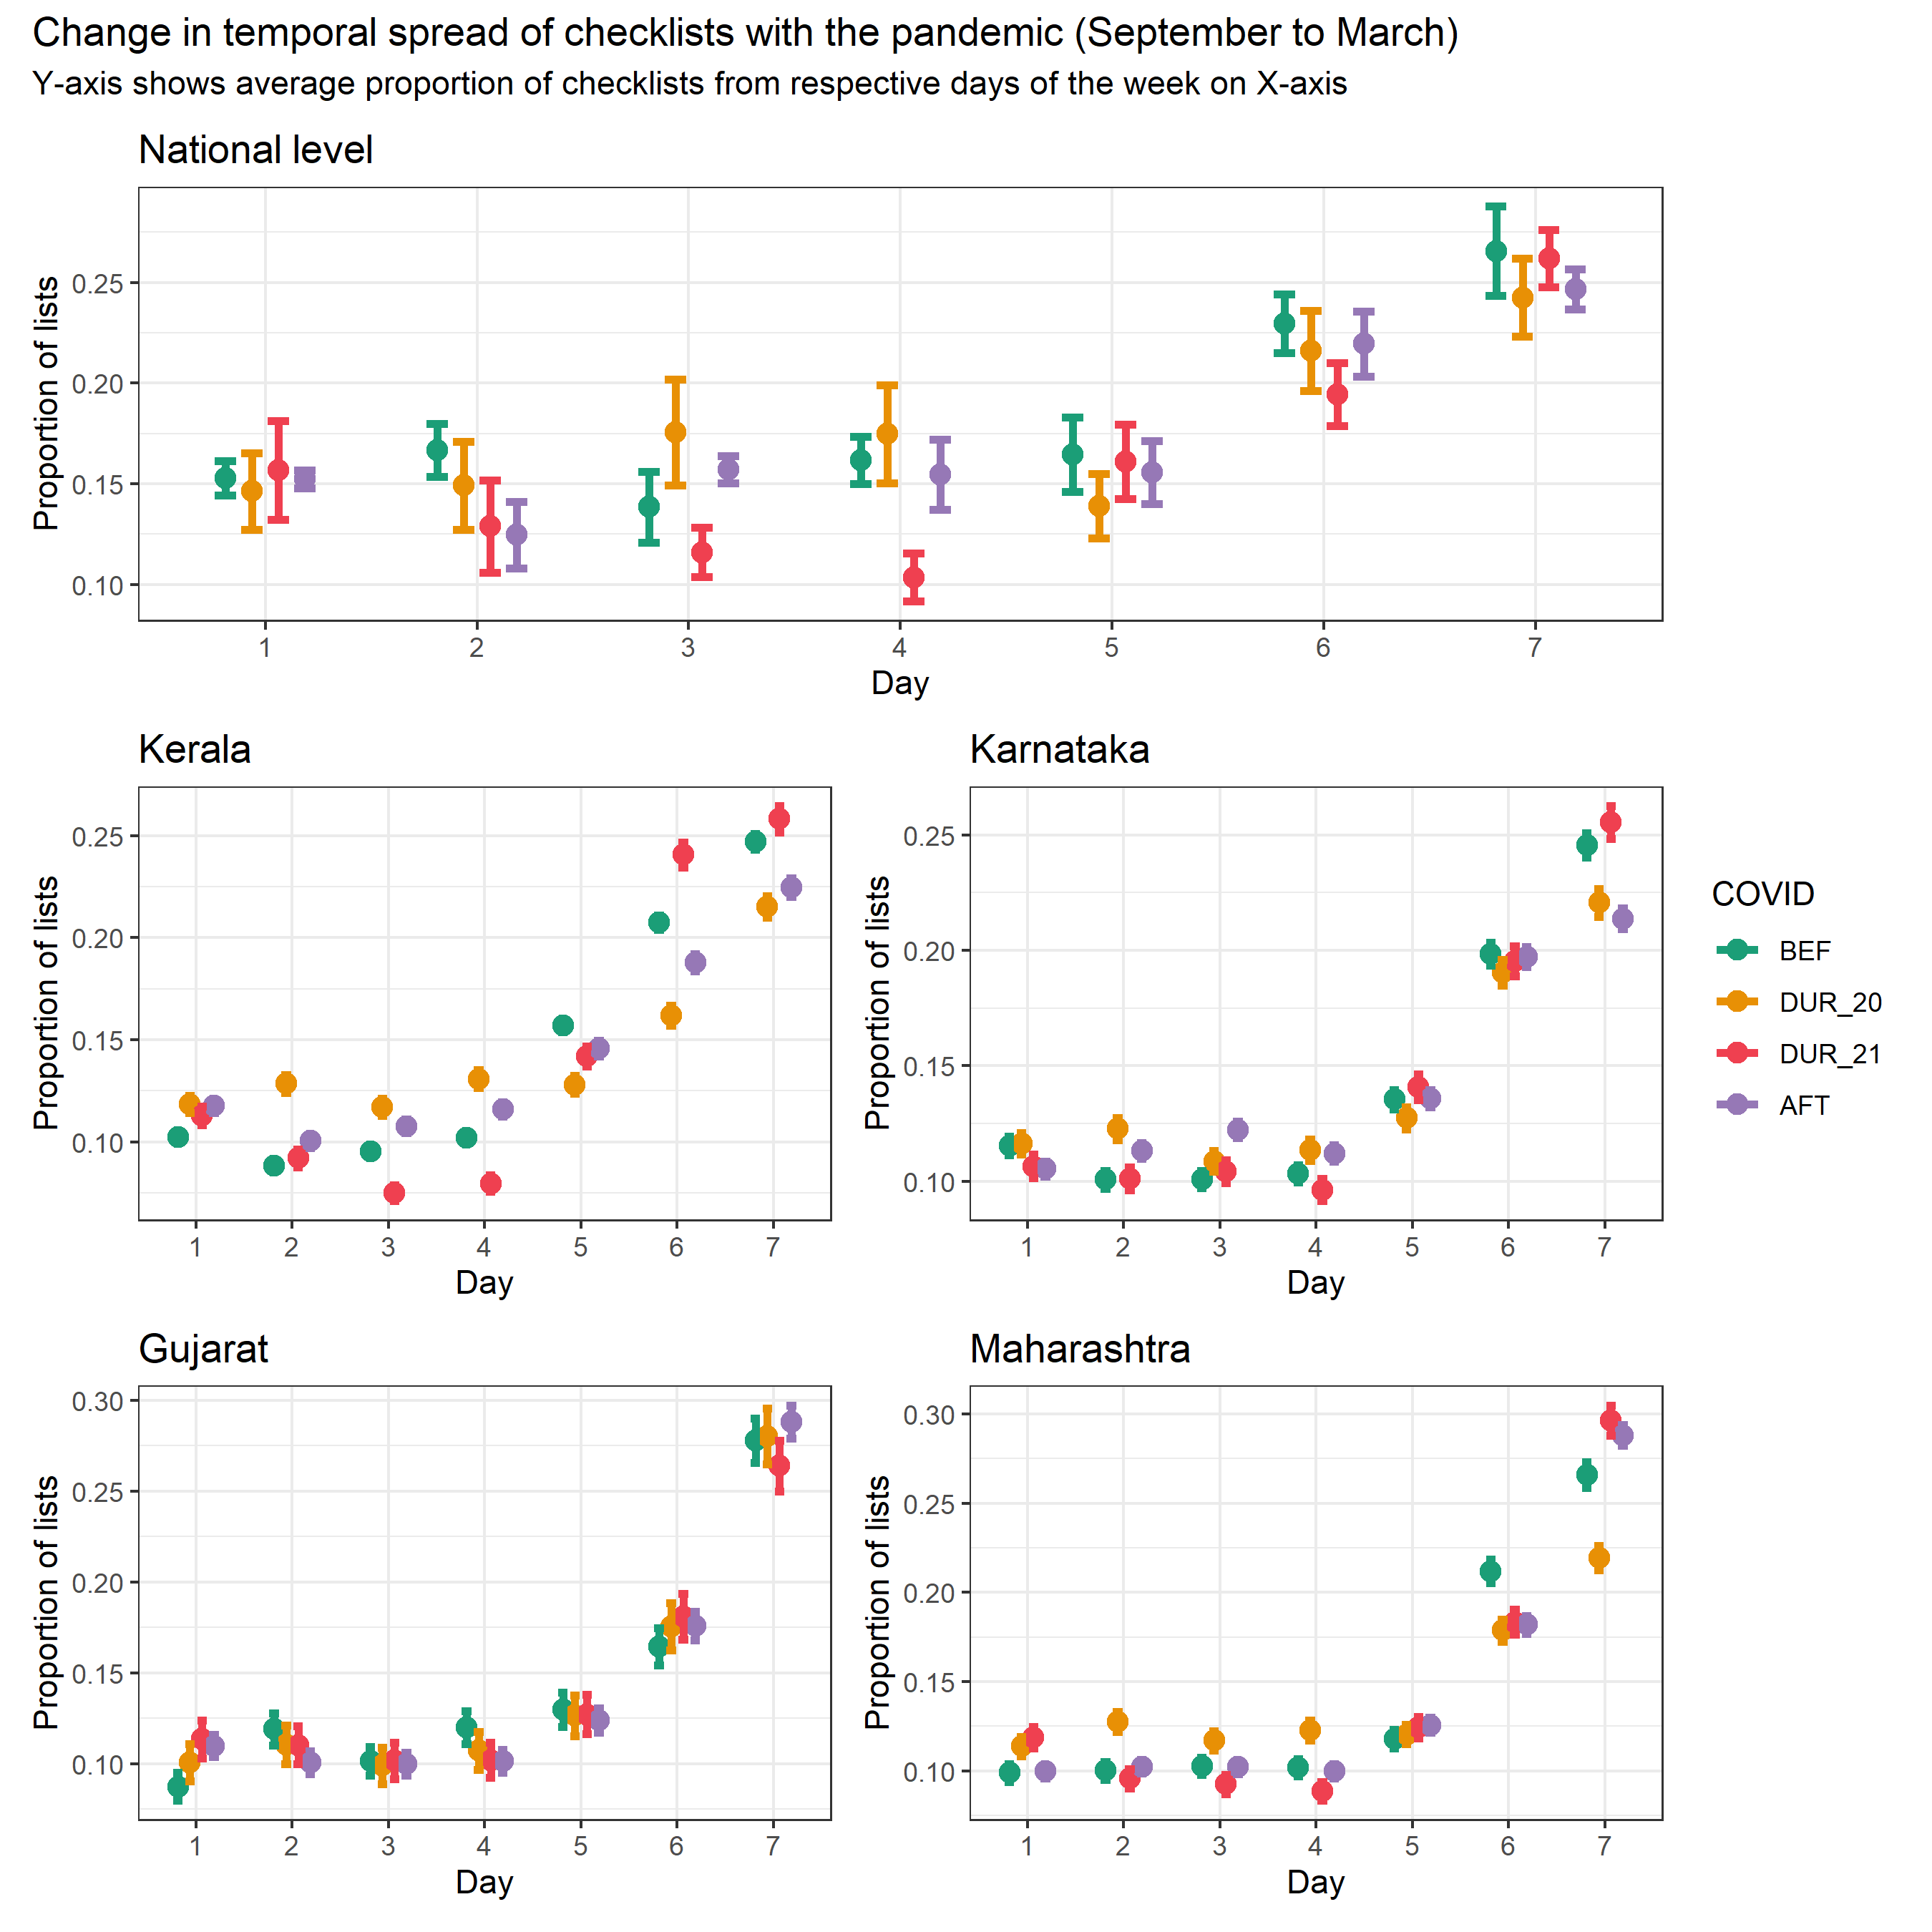 Change in temporal spread of checklists with the pandemic (September to March)
Y-axis shows average proportion of checklists from respective days of the week on X-axis
National level
Proportion of lists
0.25
0.20
0.15
0.10
1 2 3 4 5 6 7
Day
Kerala
Proportion of lists
0.25
0.20
0.15
0.10
1 2 3 4 5 6 7
Day
Karnataka
Proportion of lists
0.25
0.20
0.15
0.10
1 2 3 4 5 6 7
Day
COVID
BEF
DUR_20
DUR_21
AFT
Gujarat
Proportion of lists
0.30
0.25
0.20
0.15
0.10
1 2 3 4 5 6 7
Day
Maharashtra
Proportion of lists
0.30
0.25
0.20
0.15
0.10
1 2 3 4 5 6 7
Day